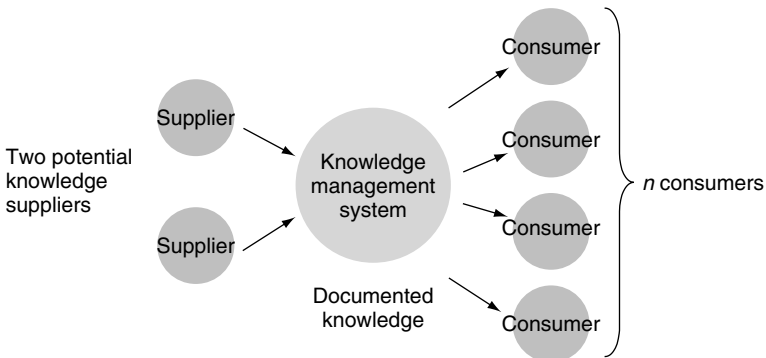 Two potential
knowledge
suppliers
Supplier
Supplier
Knowledge
management
system
Documented
knowledge
Consumer
Consumer
Consumer
Consumer
n consumers